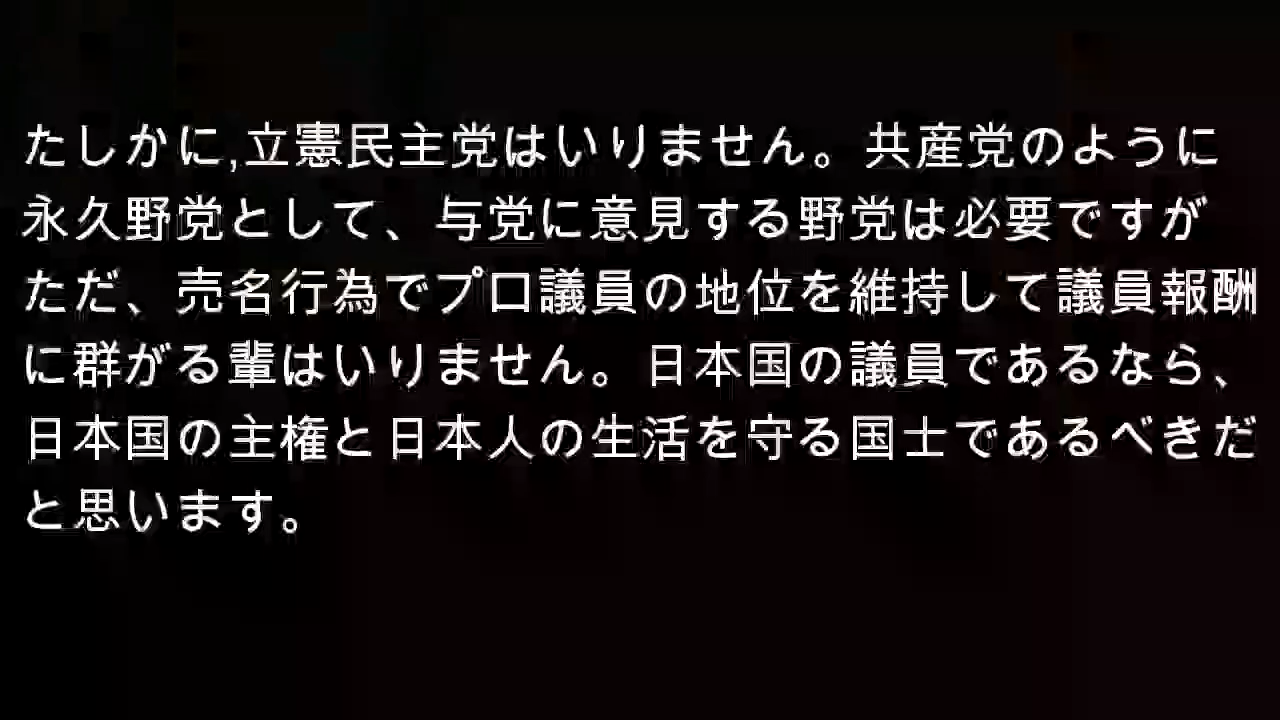 たしかに,立憲民主党はいりません。共産党のように
永久野党として、与党に意見する野党は必要ですが
ただ、売名行為でプロ議員の地位を維持して議員報酬
に群がる輩はいりません。日本国の議員であるなら、
日本国の主権と日本人の生活を守る国士であるべきだ
と思います。